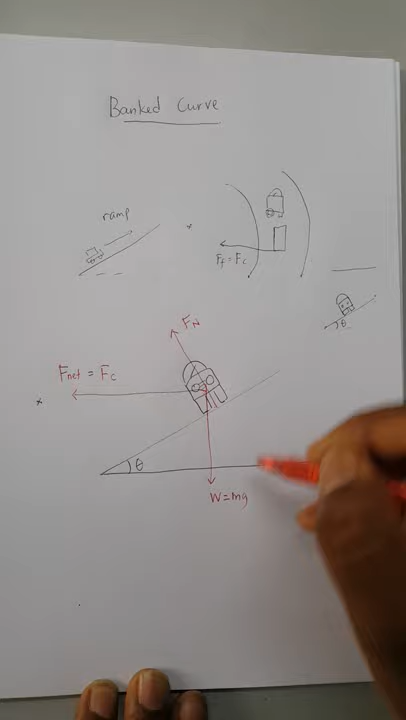 Banked Curve
ramp
Ff = Fc
θ
FN
Fnet = Fc
θ
W=mg